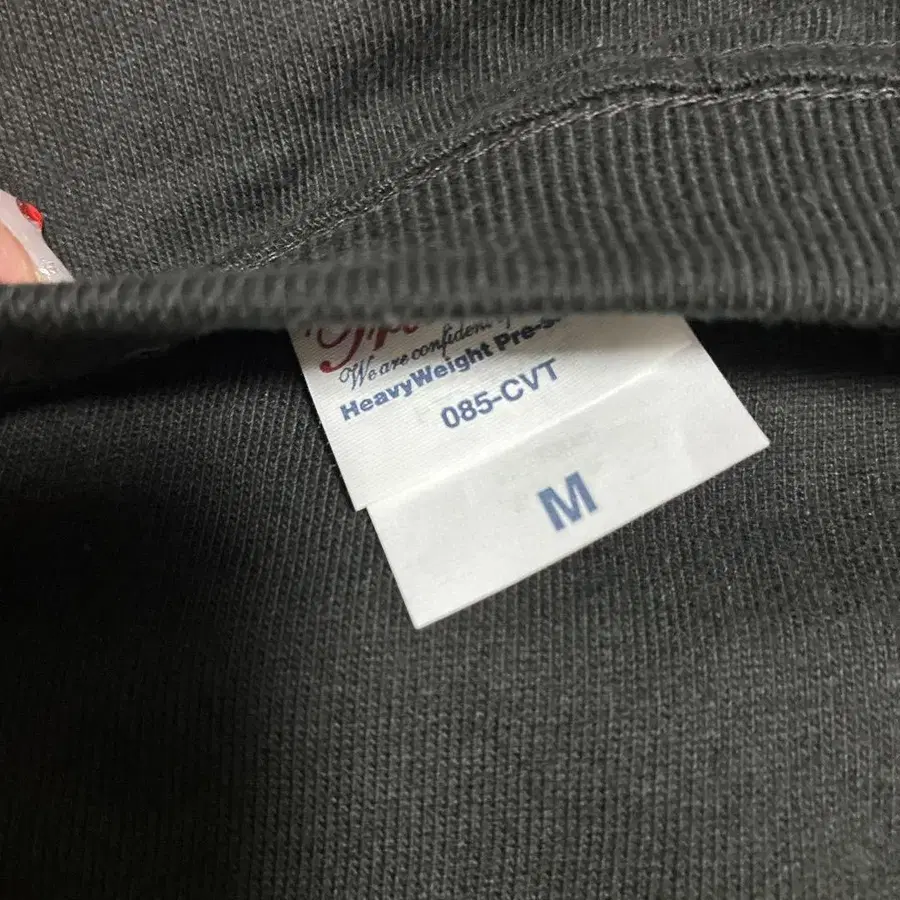 We are confident
HeavyWeight Pre-
085-CVT
M